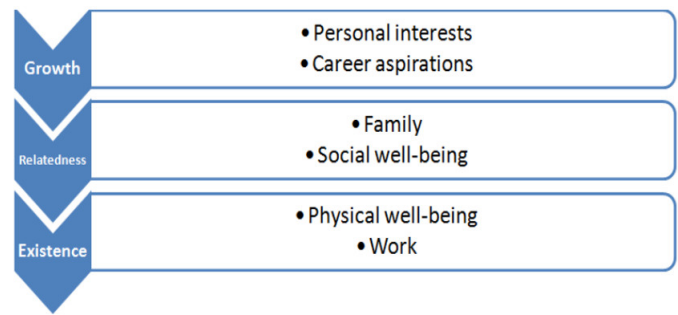 Growth
• Personal interests
• Career aspirations
Relatedness
• Family
• Social well-being
Existence
• Physical well-being
• Work